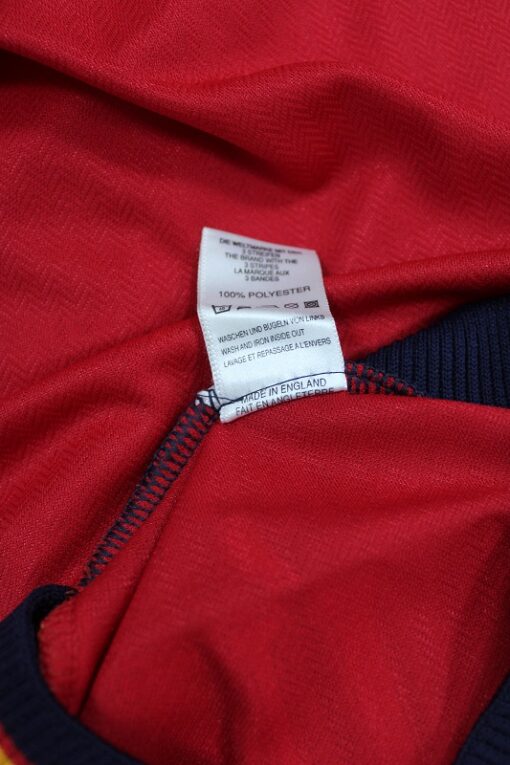 DIE WELTMARKE MIT DEN
3 STREIFEN
THE BRAND WITH THE
3 STRIPES
LA MARQUE AUX
3 BANDES
100% POLYESTER
WASCHEN UND BÜGELN VON LINKS
WASH AND IRON INSIDE OUT
LAVAGE ET REPASSAGE A L'ENVERS
MADE IN ENGLAND
FAIT EN ANGLETERRE